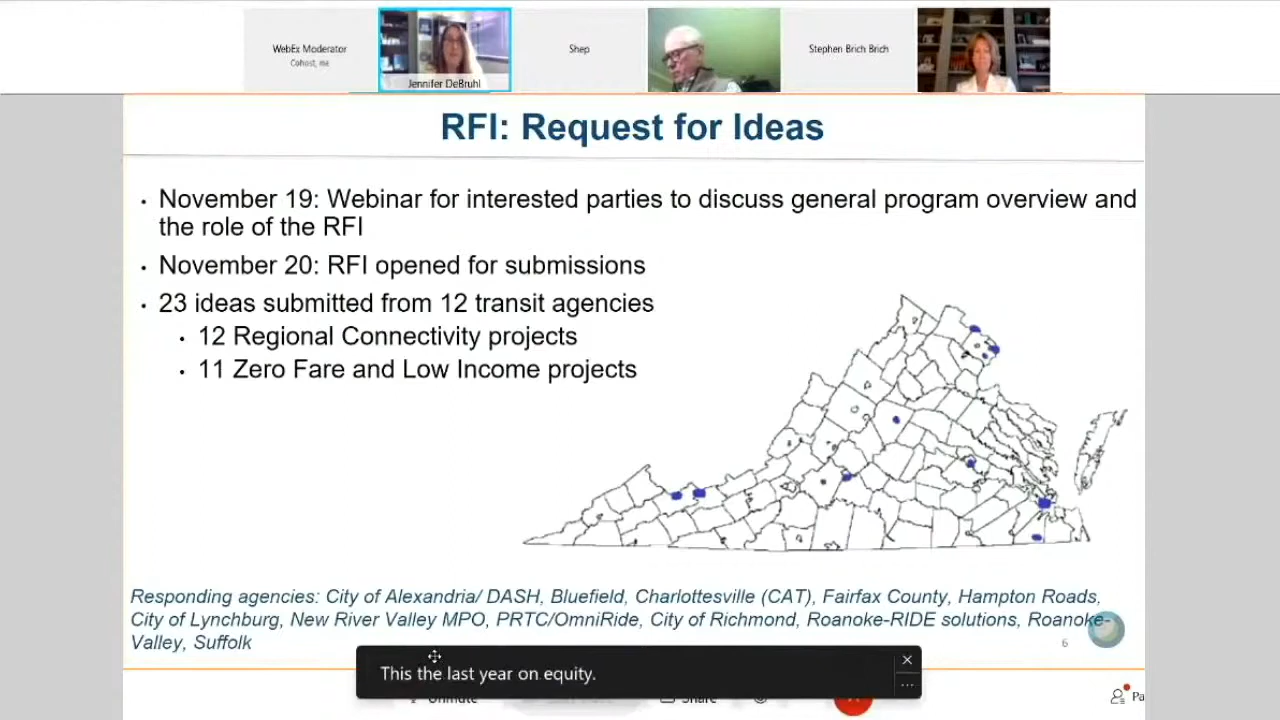 WebEx Moderator
Cohost, me
Jennifer DeBruhl
Shep
Stephen Brich Brich
RFI: Request for Ideas
• November 19: Webinar for interested parties to discuss general program overview and
the role of the RFI
• November 20: RFI opened for submissions
• 23 ideas submitted from 12 transit agencies
• 12 Regional Connectivity projects
• 11 Zero Fare and Low Income projects
Responding agencies: City of Alexandria/ DASH, Bluefield, Charlottesville (CAT), Fairfax County, Hampton Roads,
City of Lynchburg, New River Valley MPO, PRTC/OmniRide, City of Richmond, Roanoke-RIDE solutions, Roanoke-
Valley, Suffolk
6
This the last year on equity.
Unmute
Share
Pa